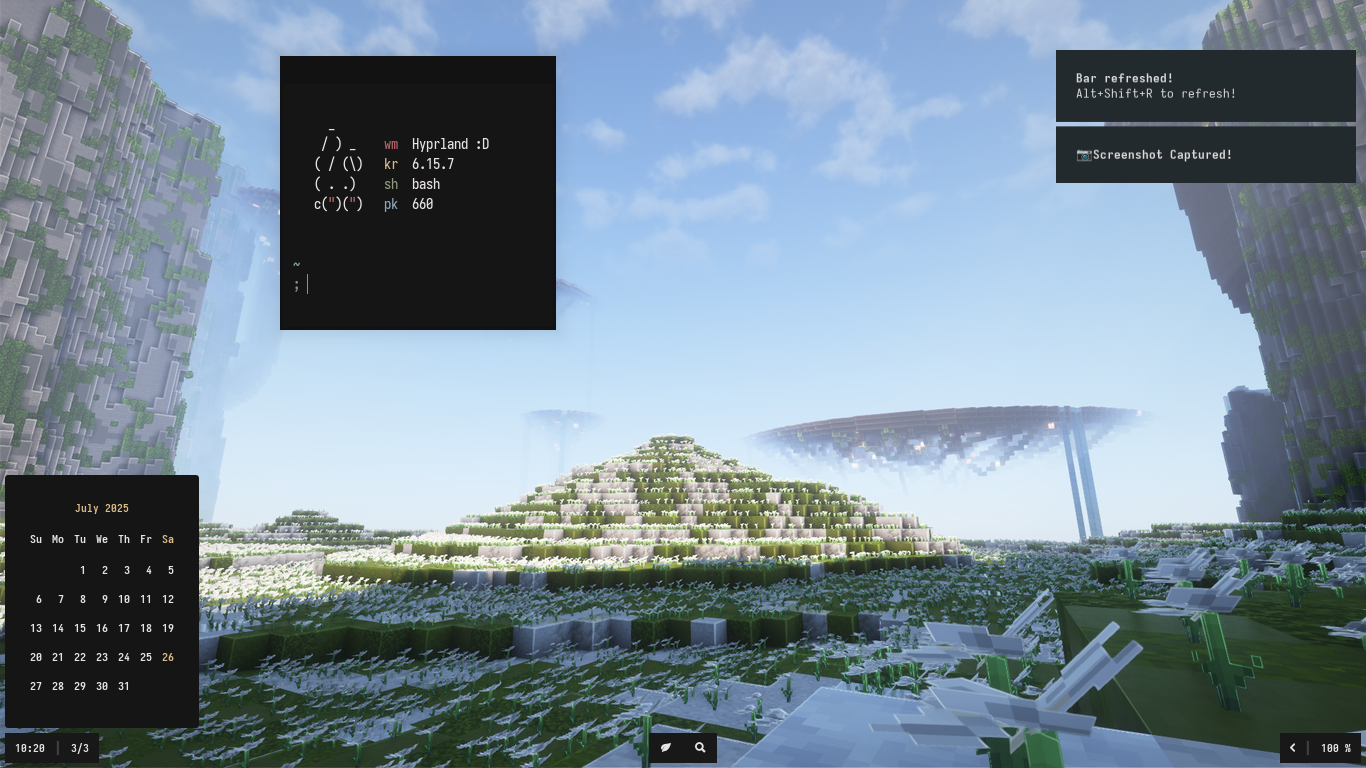 Bar refreshed!
Alt+Shift+R to refresh!
📷Screenshot Captured!
   _
  / ) _   wm  Hyprland :D
 ( / (\)  kr  6.15.7
 ( . .)   sh  bash
 c(")(")  pk  660
~
;
July 2025
Su Mo Tu We Th Fr Sa
1 2 3 4 5
6 7 8 9 10 11 12
13 14 15 16 17 18 19
20 21 22 23 24 25 26
27 28 29 30 31
10:20 | 3/3
100 %